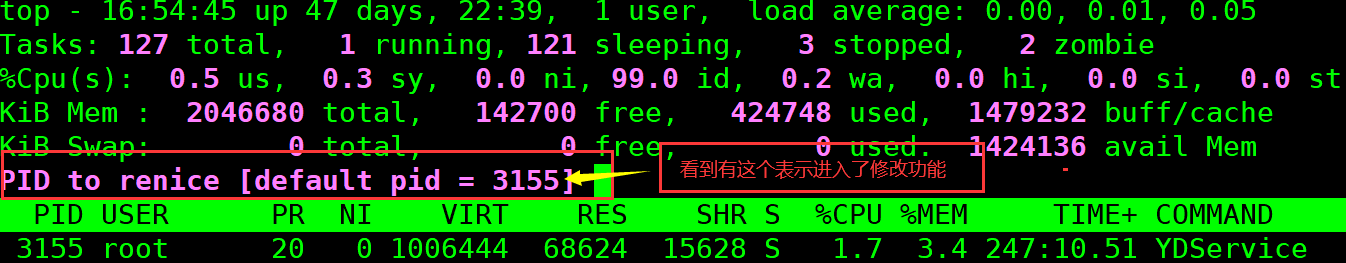 top - 16:54:45 up 47 days, 22:39,  1 user,  load average: 0.00, 0.01, 0.05
Tasks: 127 total,   1 running, 121 sleeping,   3 stopped,   2 zombie
%Cpu(s):  0.5 us,  0.3 sy,  0.0 ni, 99.0 id,  0.2 wa,  0.0 hi,  0.0 si,  0.0 st
KiB Mem :  2046680 total,   142700 free,   424748 used,  1479232 buff/cache
KiB Swap:        0 total,        0 free,        0 used.  1424136 avail Mem
PID to renice [default pid = 3155]
看到有这个表示进入了修改功能
PID USER      PR  NI    VIRT    RES    SHR S  %CPU %MEM     TIME+ COMMAND
3155 root      20   0 1006444  68624  15628 S   1.7  3.4 247:10.51 YDService